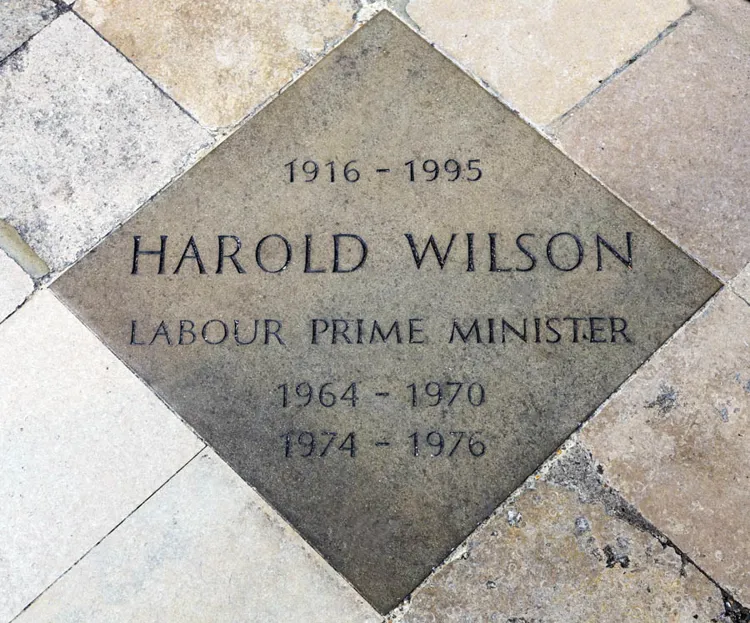 1916 - 1995
HAROLD WILSON
LABOUR PRIME MINISTER
1964 - 1970
1974 - 1976